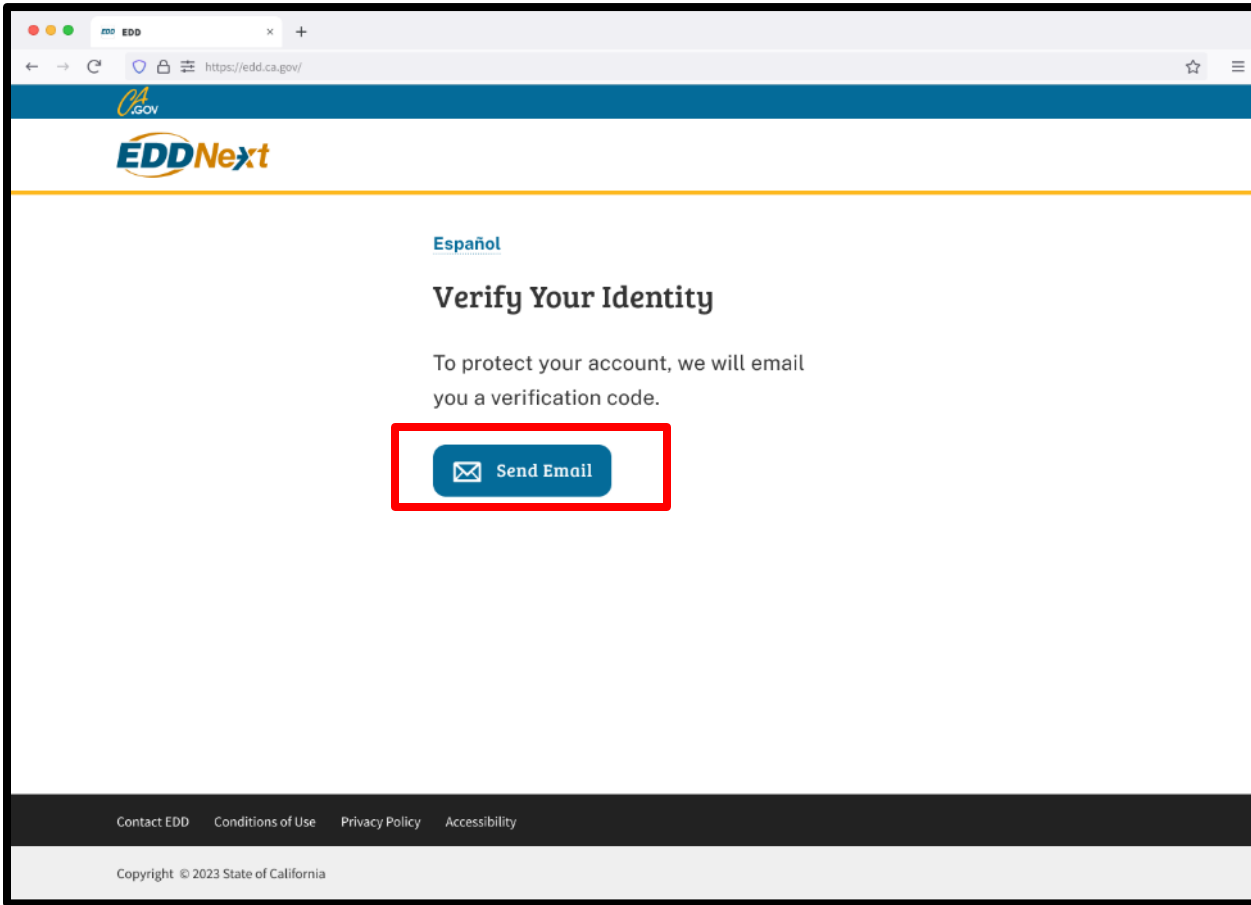 EDD EDD
https://edd.ca.gov/
CA.GOV
EDDNext
Español
Verify Your Identity
To protect your account, we will email
you a verification code.
Send Email
Contact EDD Conditions of Use Privacy Policy Accessibility
Copyright © 2023 State of California